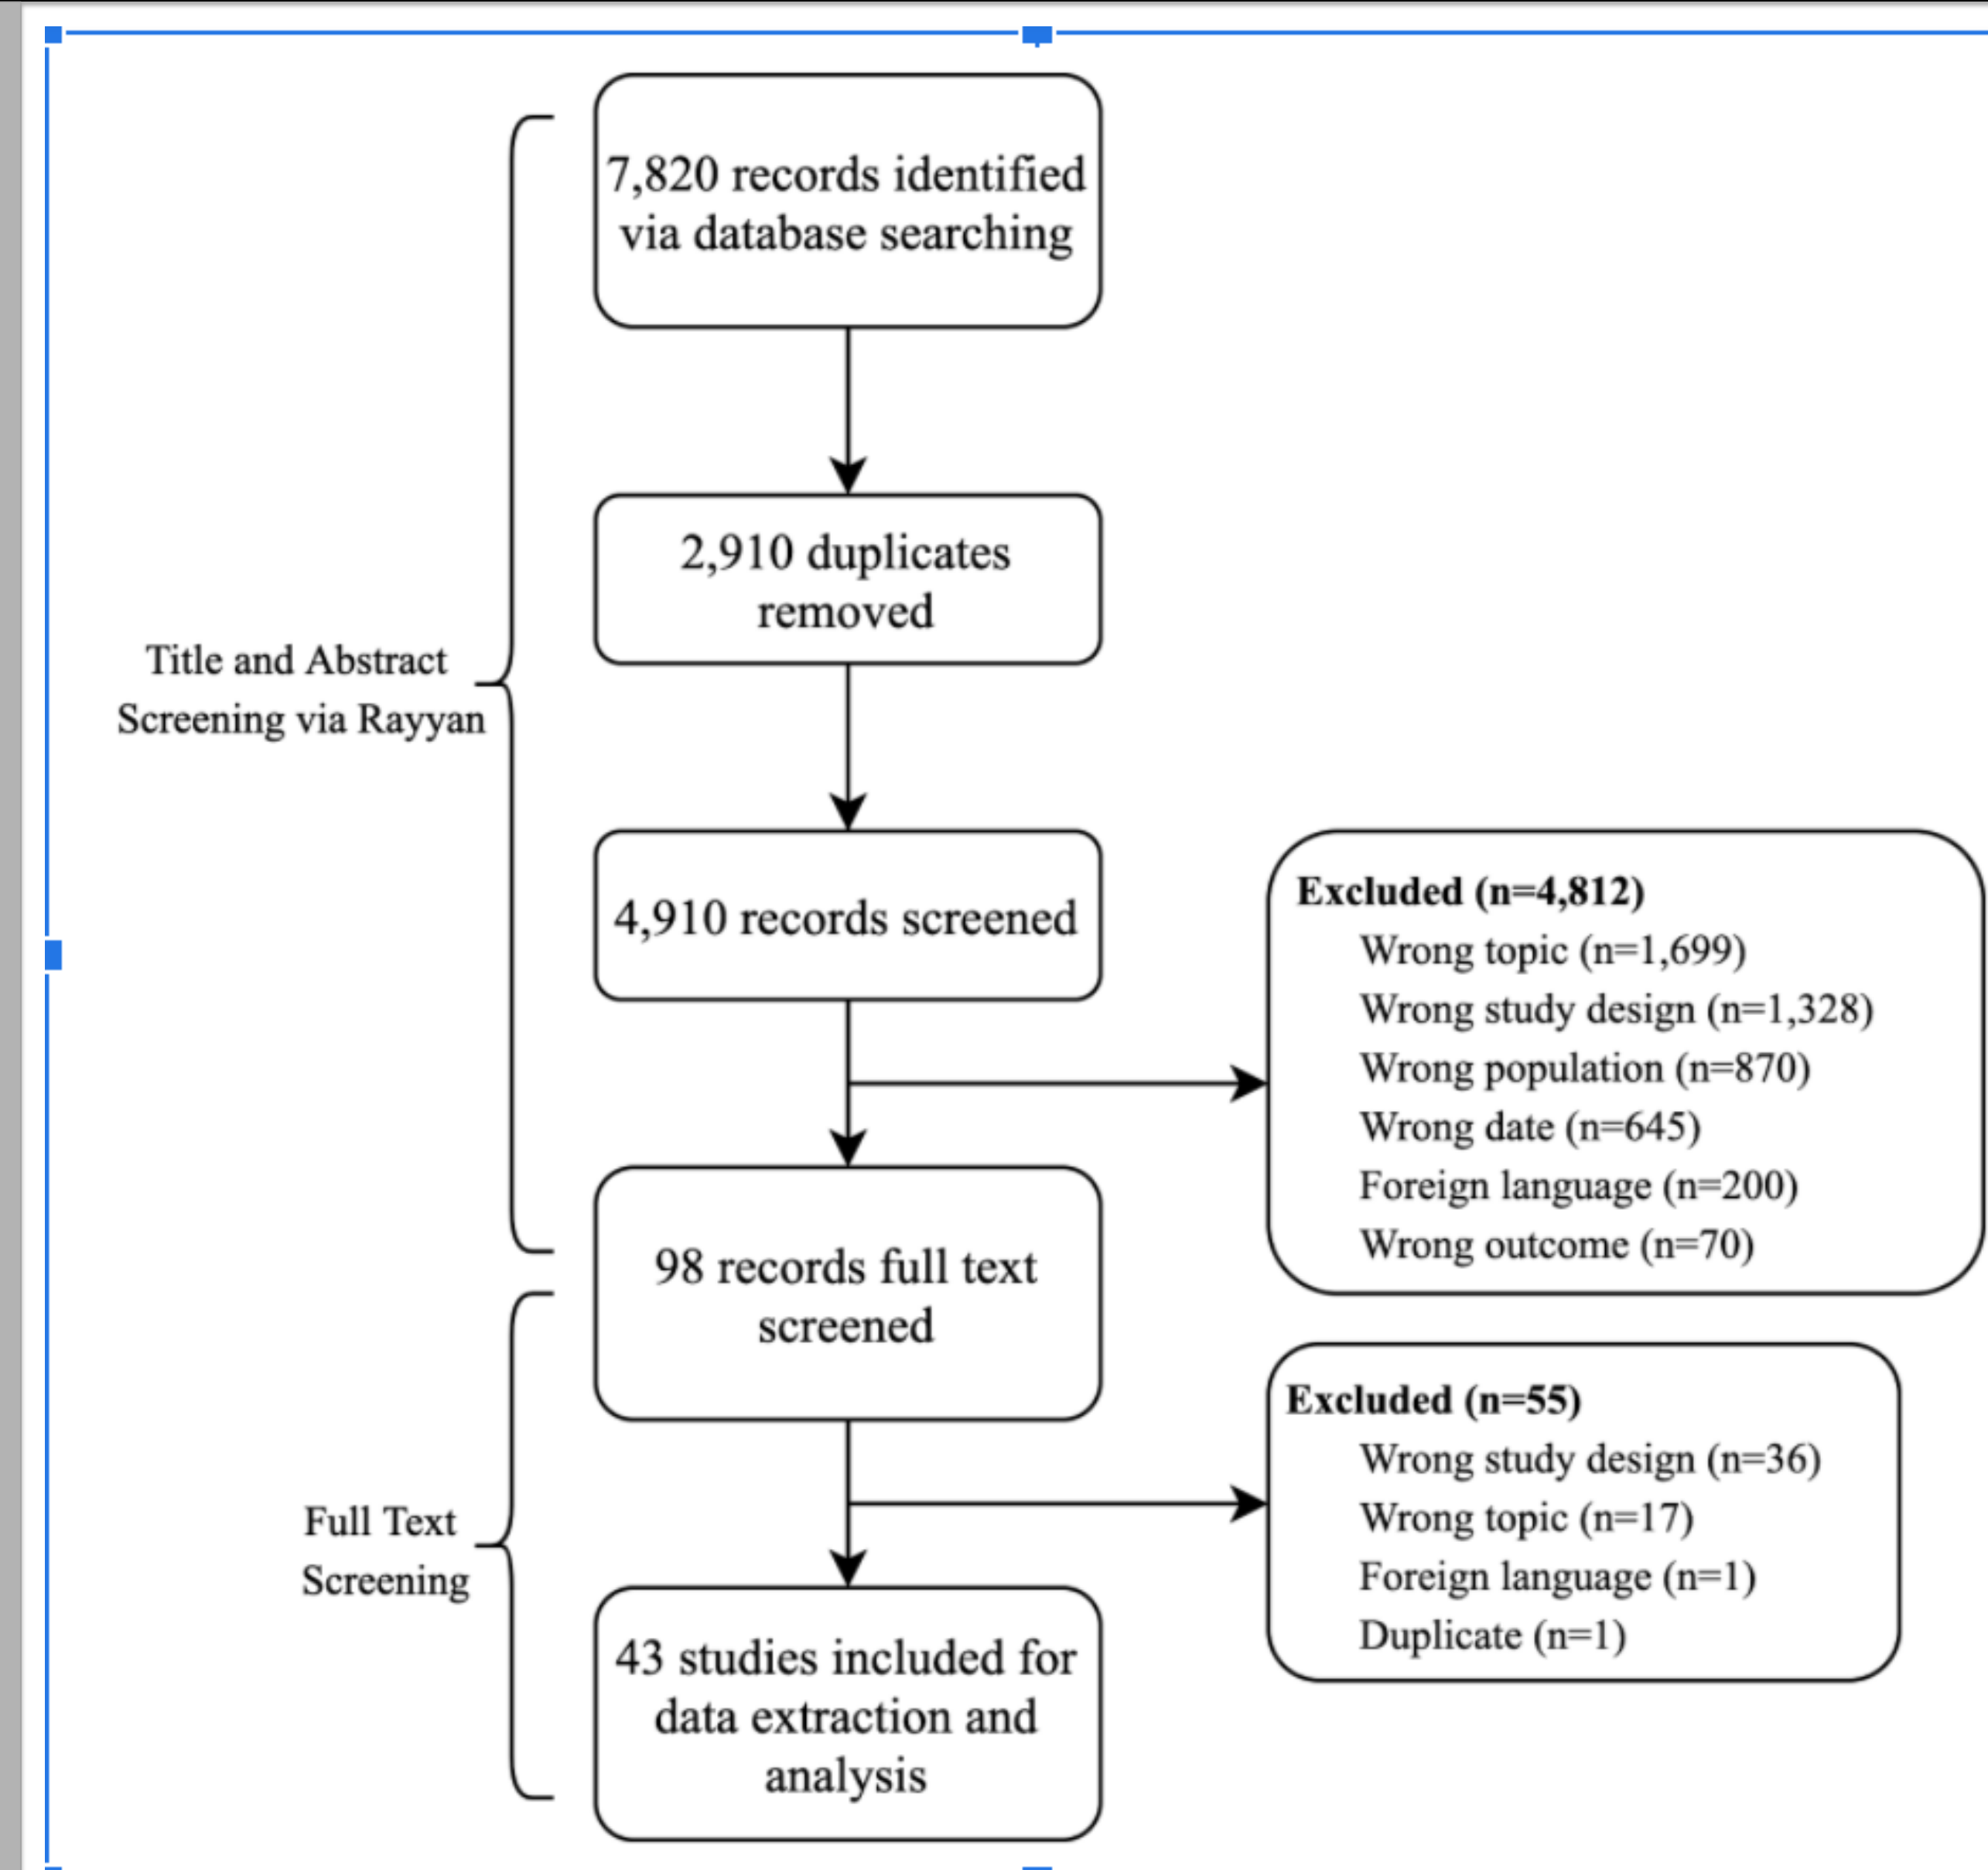 7,820 records identified
via database searching
2,910 duplicates
removed
Title and Abstract
Screening via Rayyan
4,910 records screened
Excluded (n=4,812)
Wrong topic (n=1,699)
Wrong study design (n=1,328)
Wrong population (n=870)
Wrong date (n=645)
Foreign language (n=200)
Wrong outcome (n=70)
98 records full text
screened
Excluded (n=55)
Wrong study design (n=36)
Wrong topic (n=17)
Foreign language (n=1)
Duplicate (n=1)
Full Text
Screening
43 studies included for
data extraction and
analysis